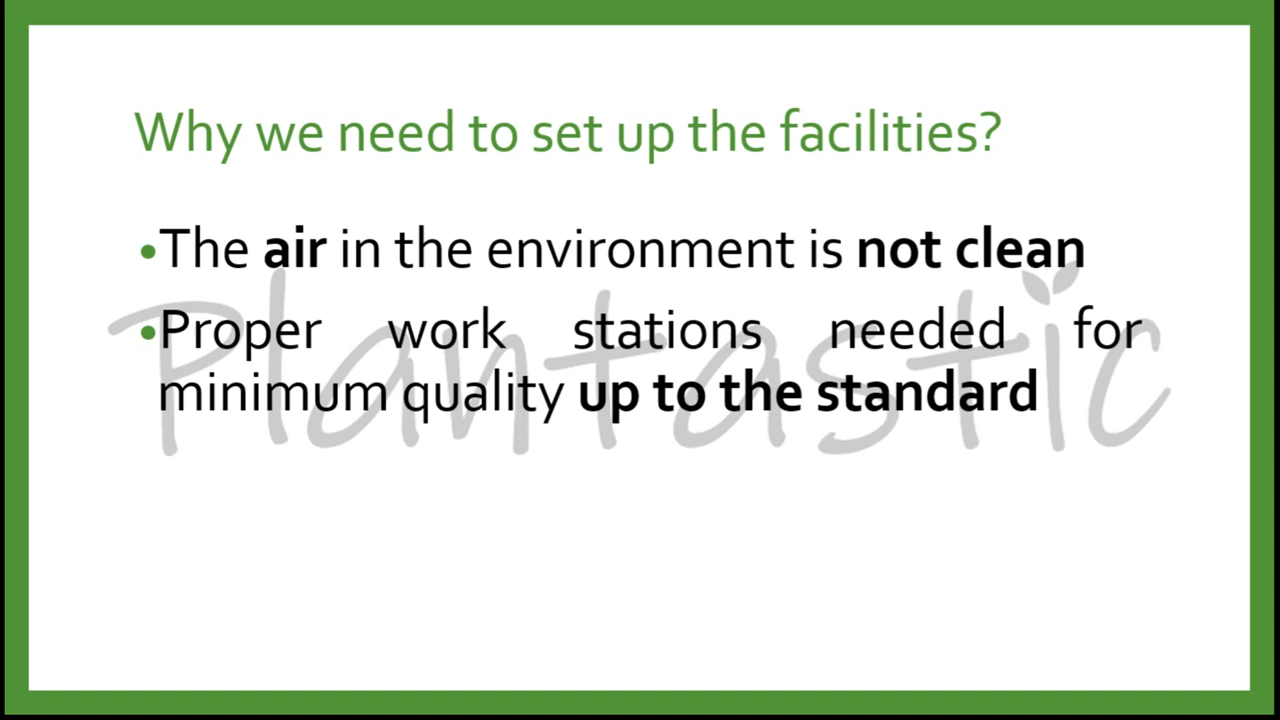 Why we need to set up the facilities?
•The air in the environment is not clean
•Proper work stations needed for
minimum quality up to the standard
Plantastic